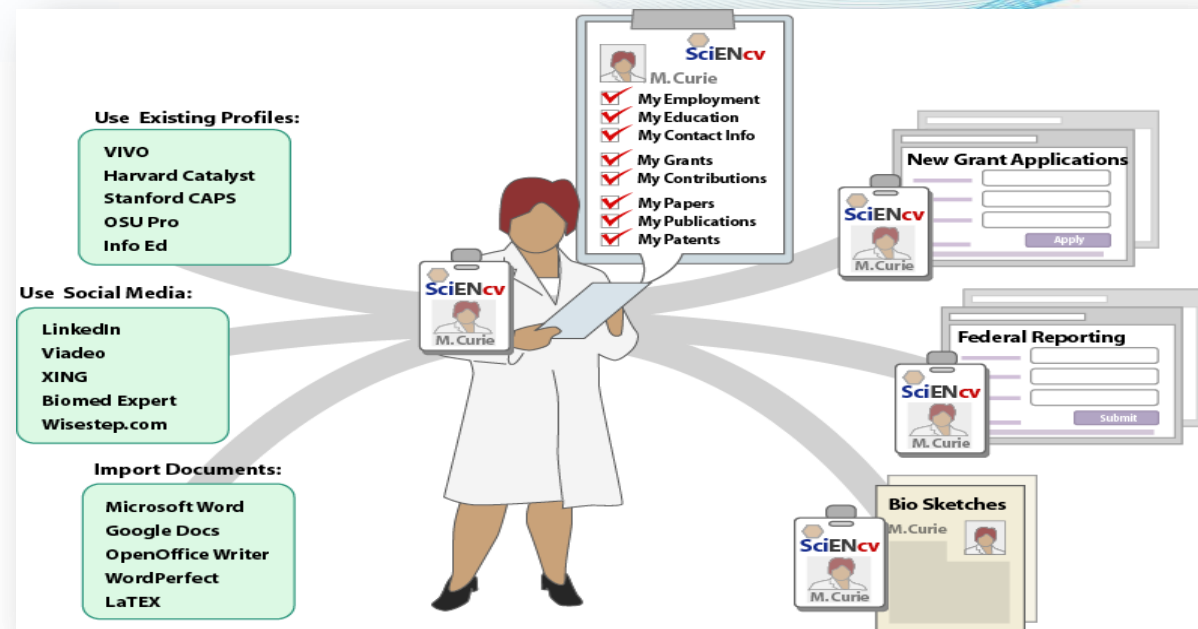 SciENcv
M. Curie
My Employment
My Education
My Contact Info
My Grants
My Contributions
My Papers
My Publications
My Patents
Use Existing Profiles:
VIVO
Harvard Catalyst
Stanford CAPS
OSU Pro
Info Ed
Use Social Media:
LinkedIn
Viadeo
XING
Biomed Expert
Wisestep.com
Import Documents:
Microsoft Word
Google Docs
OpenOffice Writer
WordPerfect
LaTEX
SciENcv
M. Curie
New Grant Applications
Apply
SciENcv
M. Curie
Federal Reporting
Submit
SciENcv
M. Curie
Bio Sketches
M. Curie
SciENcv
M. Curie